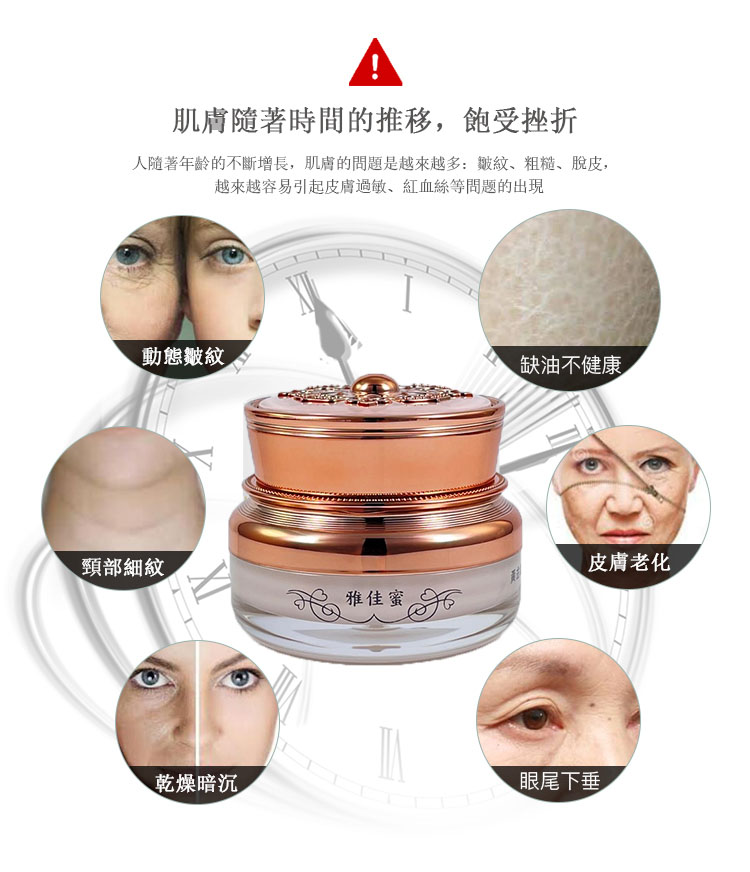 肌膚隨著時間的推移，飽受挫折
人隨著年齡的不斷增長，肌膚的問題是越來越多：皺紋、粗糙、脫皮，
越來越容易引起皮膚過敏、紅血絲等問題的出現
動態皺紋
缺油不健康
頸部細紋
皮膚老化
雅佳蜜
乾燥暗沉
眼尾下垂